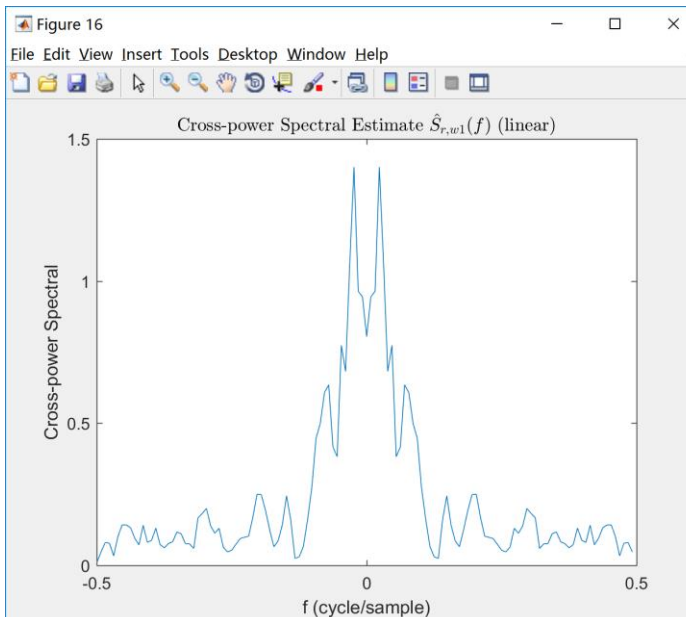 Figure 16
File Edit View Insert Tools Desktop Window Help
Cross-power Spectral Estimate $\hat{S}_{r,w1}(f)$ (linear)
1.5
1
0.5
0
Cross-power Spectral
-0.5
0
0.5
f (cycle/sample)